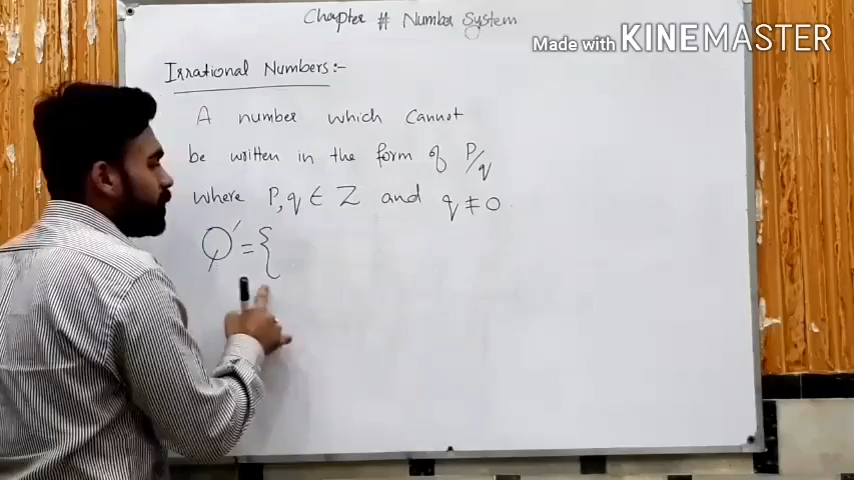 Chapter # Number System
Made with KINEMASTER
Irrational Numbers:-
A number which cannot
be written in the form of P/q
where P,q ∈ Z and q ≠ 0.
Q' = {